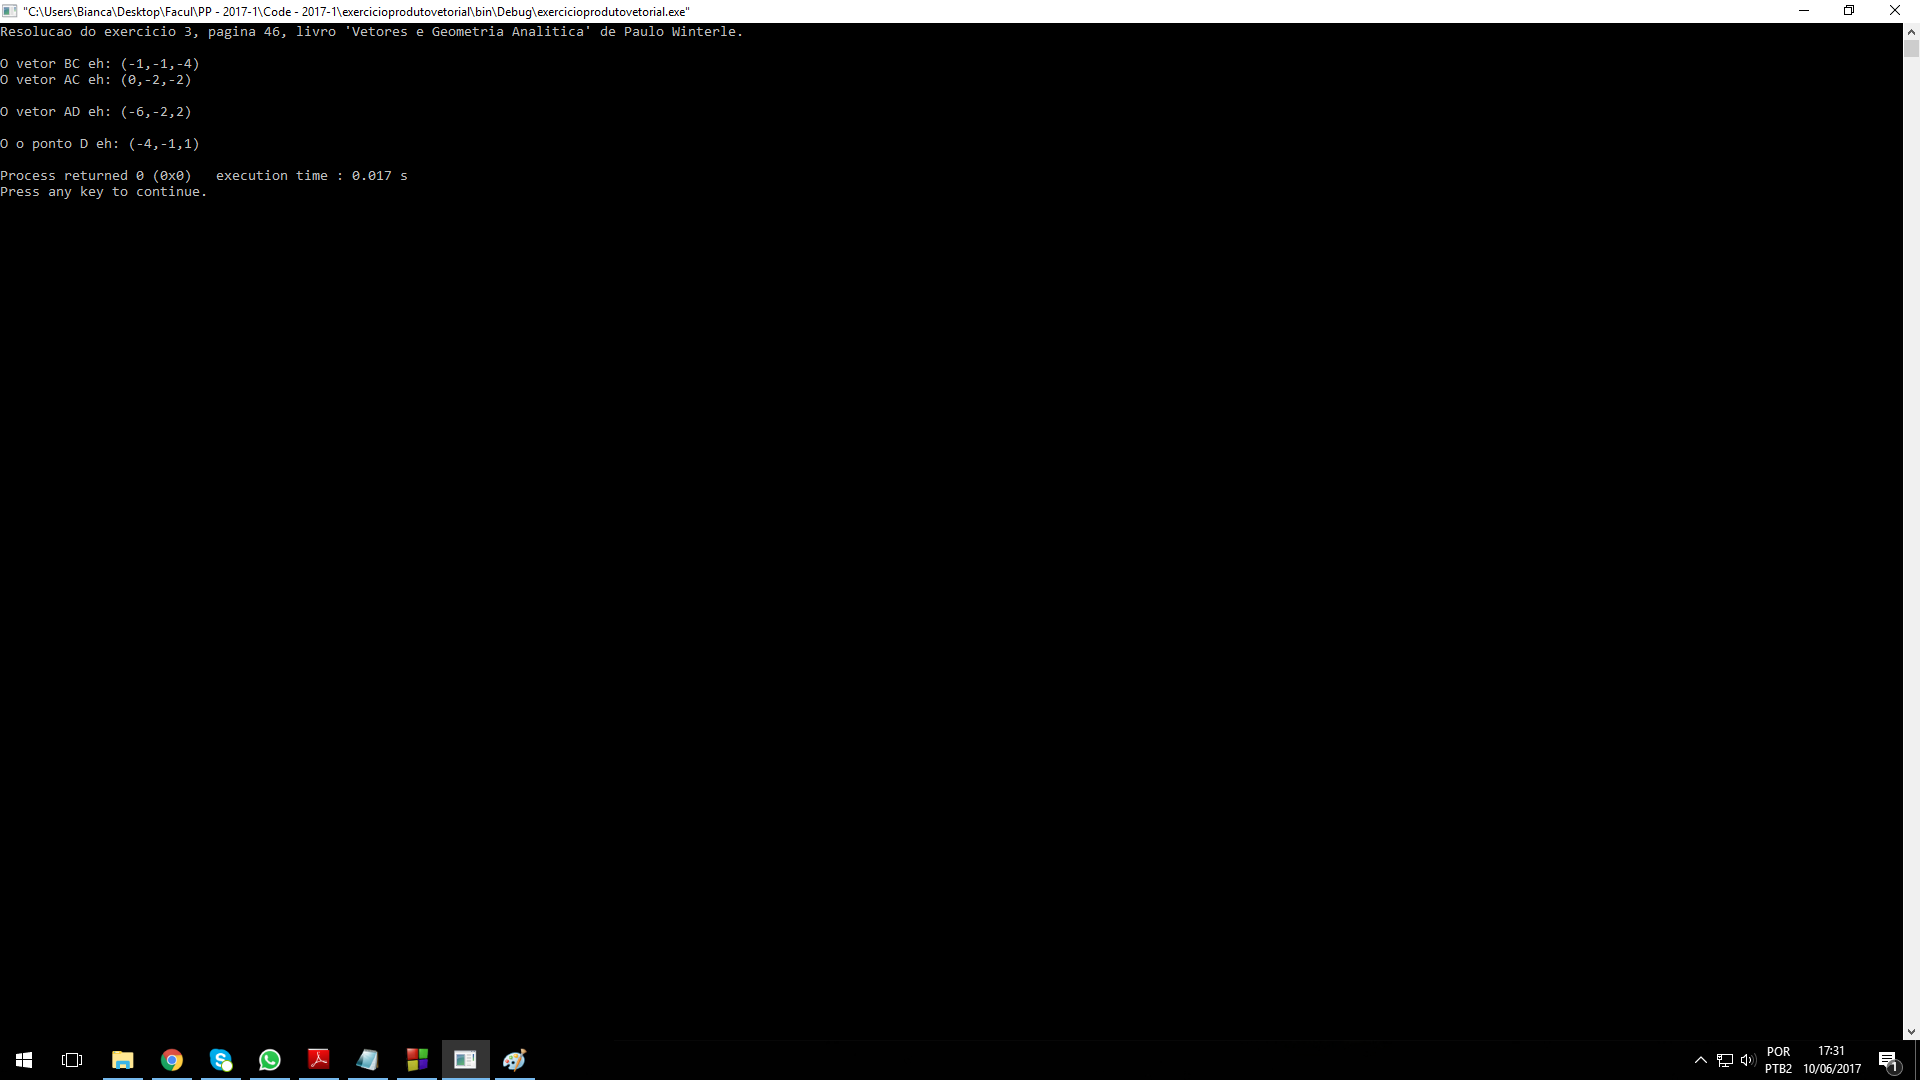 "C:\Users\Bianca\Desktop\Facul\PP - 2017-1\Code - 2017-1\exercicioprodutovetorial\bin\Debug\exercicioprodutovetorial.exe"
Resolucao do exercicio 3, pagina 46, livro 'Vetores e Geometria Analitica' de Paulo Winterle.
O vetor BC eh: (-1,-1,-4)
O vetor AC eh: (0,-2,-2)
O vetor AD eh: (-6,-2,2)
O o ponto D eh: (-4,-1,1)
Process returned 0 (0x0)   execution time : 0.017 s
Press any key to continue.
POR
PTB2
17:31
10/06/2017
1